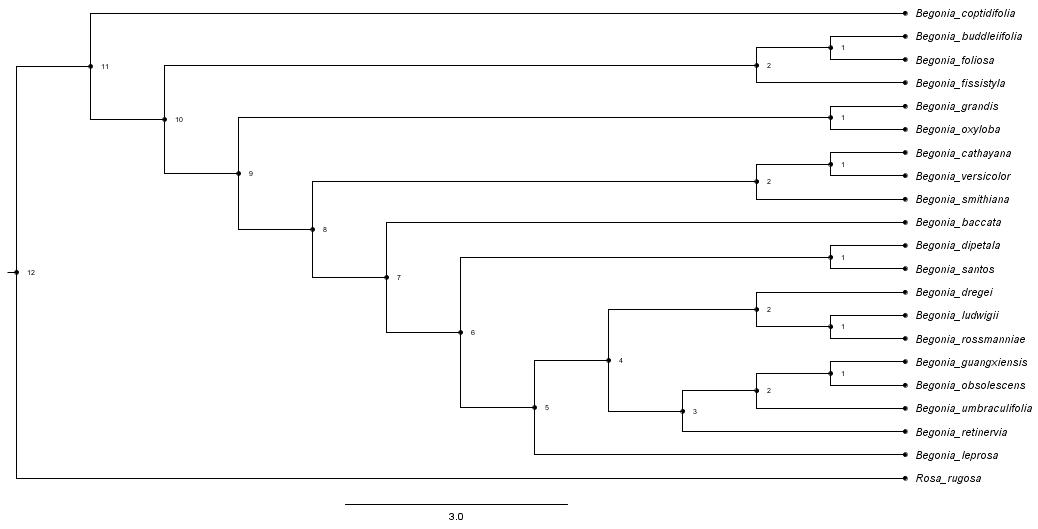 Begonia_coptidifolia
Begonia_buddleiifolia
1
Begonia_foliosa
11
2
Begonia_fissistyla
Begonia_grandis
10
1
Begonia_oxyloba
Begonia_cathayana
1
9
Begonia_versicolor
2
Begonia_smithiana
Begonia_baccata
8
Begonia_dipetala
1
Begonia_santos
12
7
Begonia_dregei
2
Begonia_ludwigii
1
6
Begonia_rossmanniae
4
Begonia_guangxiensis
1
Begonia_obsolescens
2
5
Begonia_umbraculifolia
3
Begonia_retinervia
Begonia_leprosa
Rosa_rugosa
3.0